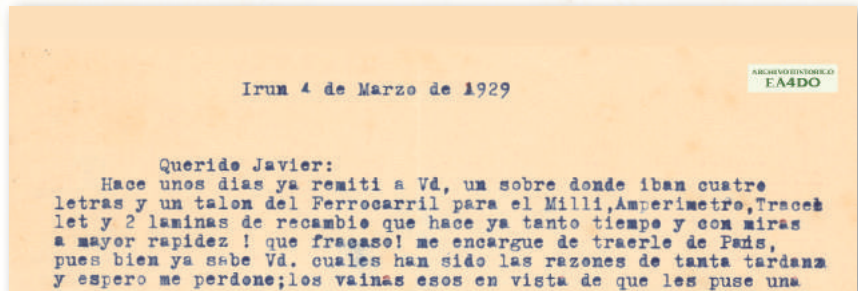 ARCHIVO HISTORICO
EA4DO
Irun 4 de Marzo de 1929
Querido Javier:
Hace unos dias ya remiti a Vd, un sobre donde iban cuatro
letras y un talon del Ferrocarril para el Milli,Amperimetro,Trace
let y 2 laminas de recambio que hace ya tanto tiempo y con miras
a mayor rapidez ! que fracaso! me encargue de traerle de Paris,
pues bien ya sabe Vd. cuales han sido las razones de tanta tardanz
y espero me perdone;los vainas esos en vista de que les puse una